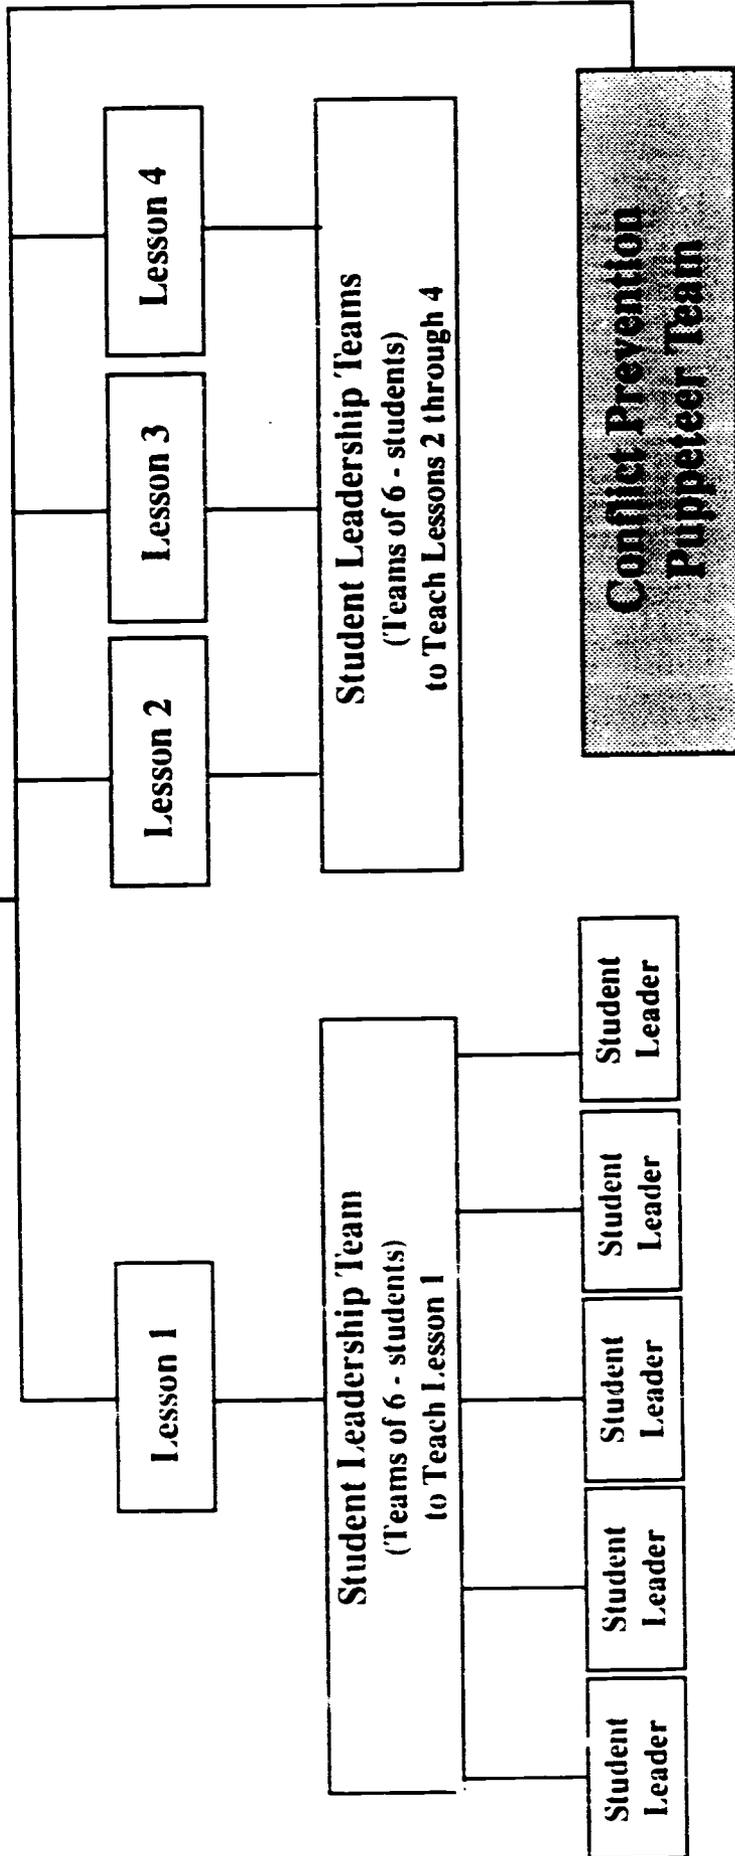 Lesson 1
Lesson 2
Lesson 3
Lesson 4
Student Leadership Team
(Teams of 6 - students)
to Teach Lesson 1
Student Leadership Teams
(Teams of 6 - students)
to Teach Lessons 2 through 4
Student
Leader
Student
Leader
Student
Leader
Student
Leader
Student
Leader
Conflict Prevention
Puppeteer Team